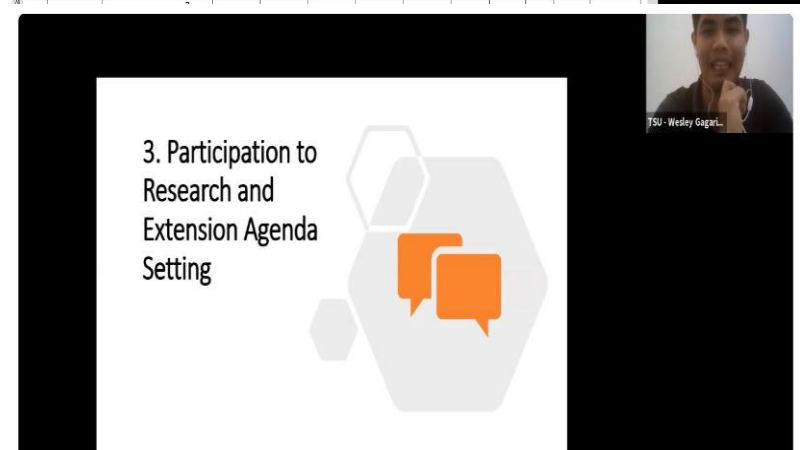 3. Participation to
Research and
Extension Agenda
Setting
TSU - Wesley Gagari...